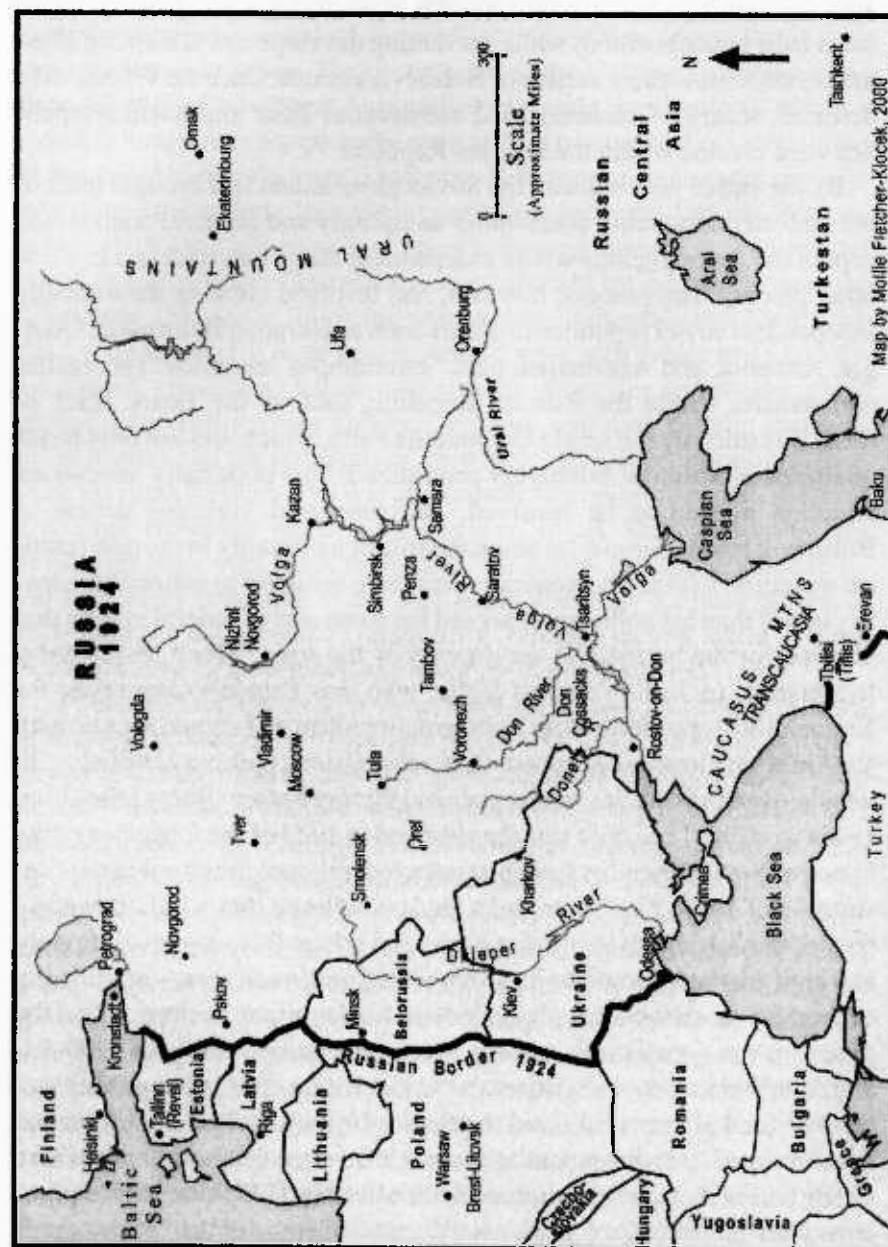 RUSSIA
1924
Finland
Helsinki
Baltic
Sea
Kronstadt
Petrograd
Tallinn
(Reval)
Estonia
Novgorod
Pskov
Latvia
Riga
Lithuania
Poland
Warsaw
Brest-Litovsk
Minsk
Belorussia
Russian Border 1924
Vologda
Tver
Moscow
Vladimir
Nizhni
Novgorod
Volga
Kazan
Smolensk
Tula
Orel
Tambov
Penza
Simbirsk
Samara
Ufa
URAL
MOUNTAINS
Ekaterinburg
Omsk
Orenburg
Ural River
Saratov
Volga River
Voronezh
Don River
Don
Cossacks
Donets
R.
Tsaritsyn
Volga
Rostov-on-Don
Kharkov
Dnieper
River
Kiev
Ukraine
Odessa
Crimea
Black Sea
CAUCASUS MTNS
TRANSCAUCASIA
Tbilisi
(Tiflis)
Erevan
Baku
Caspian
Sea
Aral
Sea
Russian
Central
Asia
Turkestan
Tashkent
Turkey
Romania
Bulgaria
Greece
Yugoslavia
Hungary
Scale
(Approximate Miles)
0
300
N
Map by Mollie Fletcher-Klocek, 2000